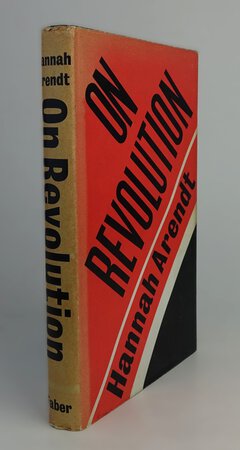 Hannah
Arendt
On Revolution
Faber
ON
REVOLUTION
Hannah Arendt